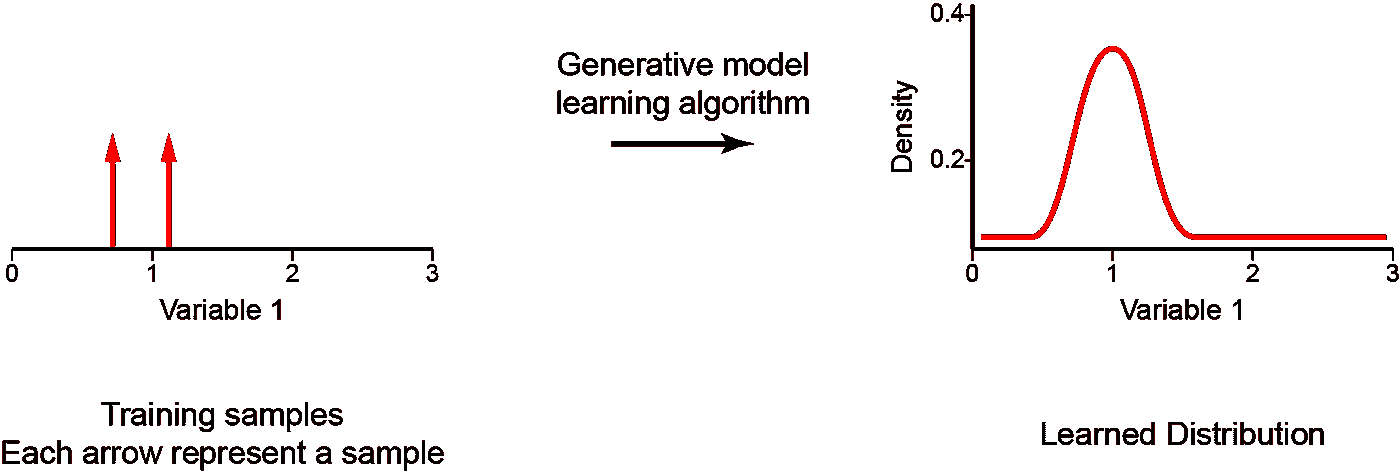 0 1 2 3
Variable 1
Training samples
Each arrow represent a sample
Generative model
learning algorithm
0.4
0.2
Density
0 1 2 3
Variable 1
Learned Distribution